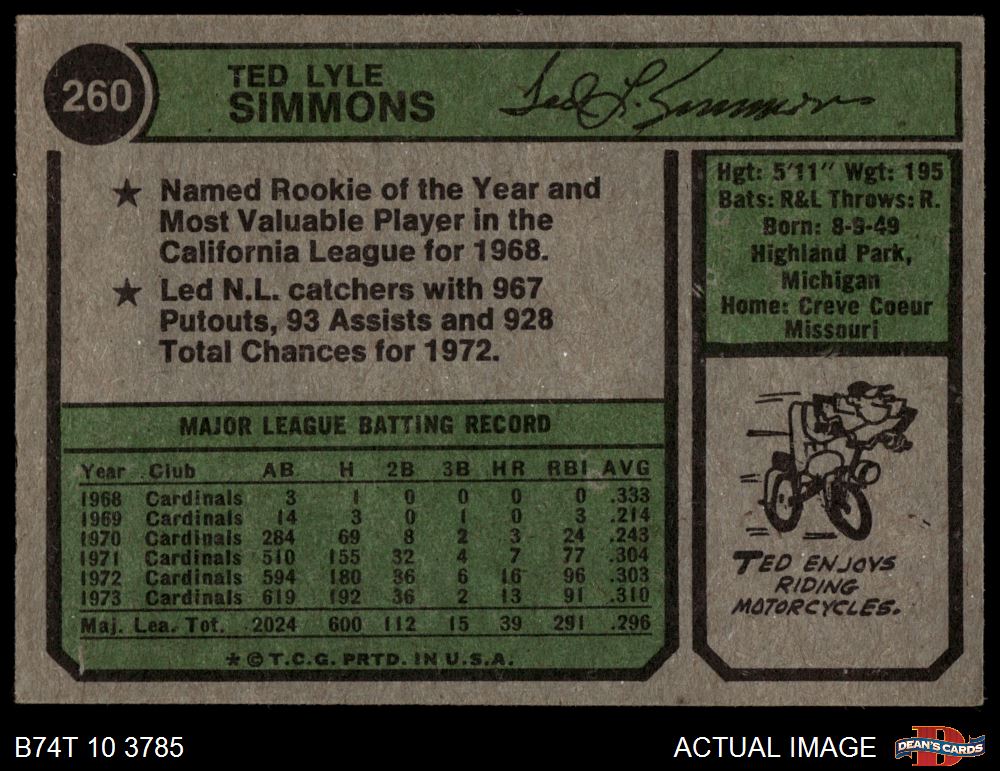 260
TED LYLE
SIMMONS
Ted L. Simmons
★ Named Rookie of the Year and
Most Valuable Player in the
California League for 1968.
★ Led N.L. catchers with 967
Putouts, 93 Assists and 928
Total Chances for 1972.
Hgt: 5'11" Wgt: 195
Bats: R&L Throws: R.
Born: 8-9-49
Highland Park,
Michigan
Home: Creve Coeur
Missouri
MAJOR LEAGUE BATTING RECORD
Year Club AB H 2B 3B HR RBI AVG
1968 Cardinals 3 1 0 0 0 0 .333
1969 Cardinals 14 3 0 1 0 3 .214
1970 Cardinals 284 69 8 2 3 24 .243
1971 Cardinals 510 155 32 4 7 77 .304
1972 Cardinals 594 180 36 6 16 96 .303
1973 Cardinals 619 192 36 2 13 91 .310
Maj. Lea. Tot. 2024 600 112 15 39 291 .296
* © T.C.G. PRTD. IN U.S.A.
TED ENJOYS
RIDING
MOTORCYCLES.
B74T 10 3785
ACTUAL IMAGE
D
DEAN'S CARDS